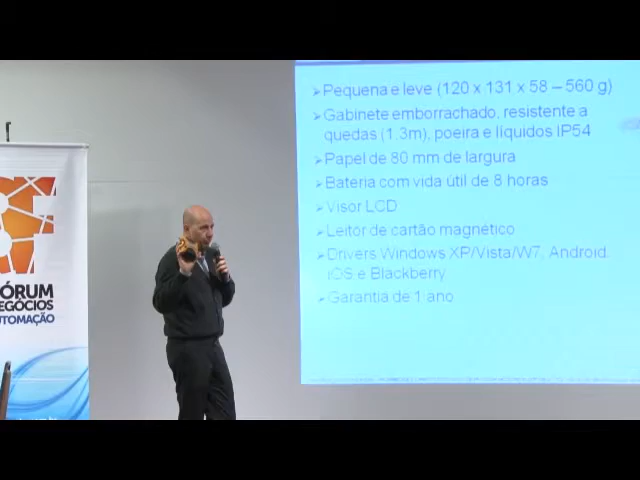 Pequena e leve (120 x 131 x 58 – 560 g)
Gabinete emborrachado, resistente a
quedas (1,3m), poeira e líquidos IP54
Papel de 80 mm de largura
Bateria com vida útil de 8 horas
Visor LCD
Leitor de cartão magnético
Drivers Windows XP/Vista/W7, Android,
iOS e Blackberry
Garantia de 1 ano
ÓRUM
EGÓCIOS
UTOMAÇÃO